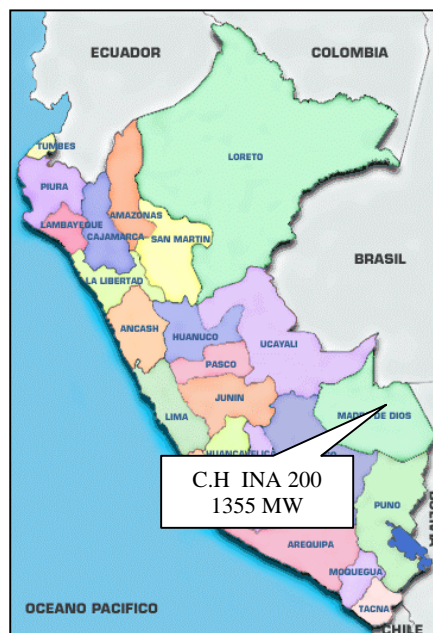 ECUADOR
COLOMBIA
TUMBES
LORETO
PIURA
AMAZONAS
LAMBAYEQUE
CAJAMARCA
SAN MARTIN
BRASIL
LA LIBERTAD
ANCASH
HUANUCO
UCAYALI
PASCO
JUNIN
LIMA
MADRE DE DIOS
C.H INA 200
1355 MW
PUNO
AREQUIPA
MOQUEGUA
OCEANO PACIFICO
TACNA
CHILE